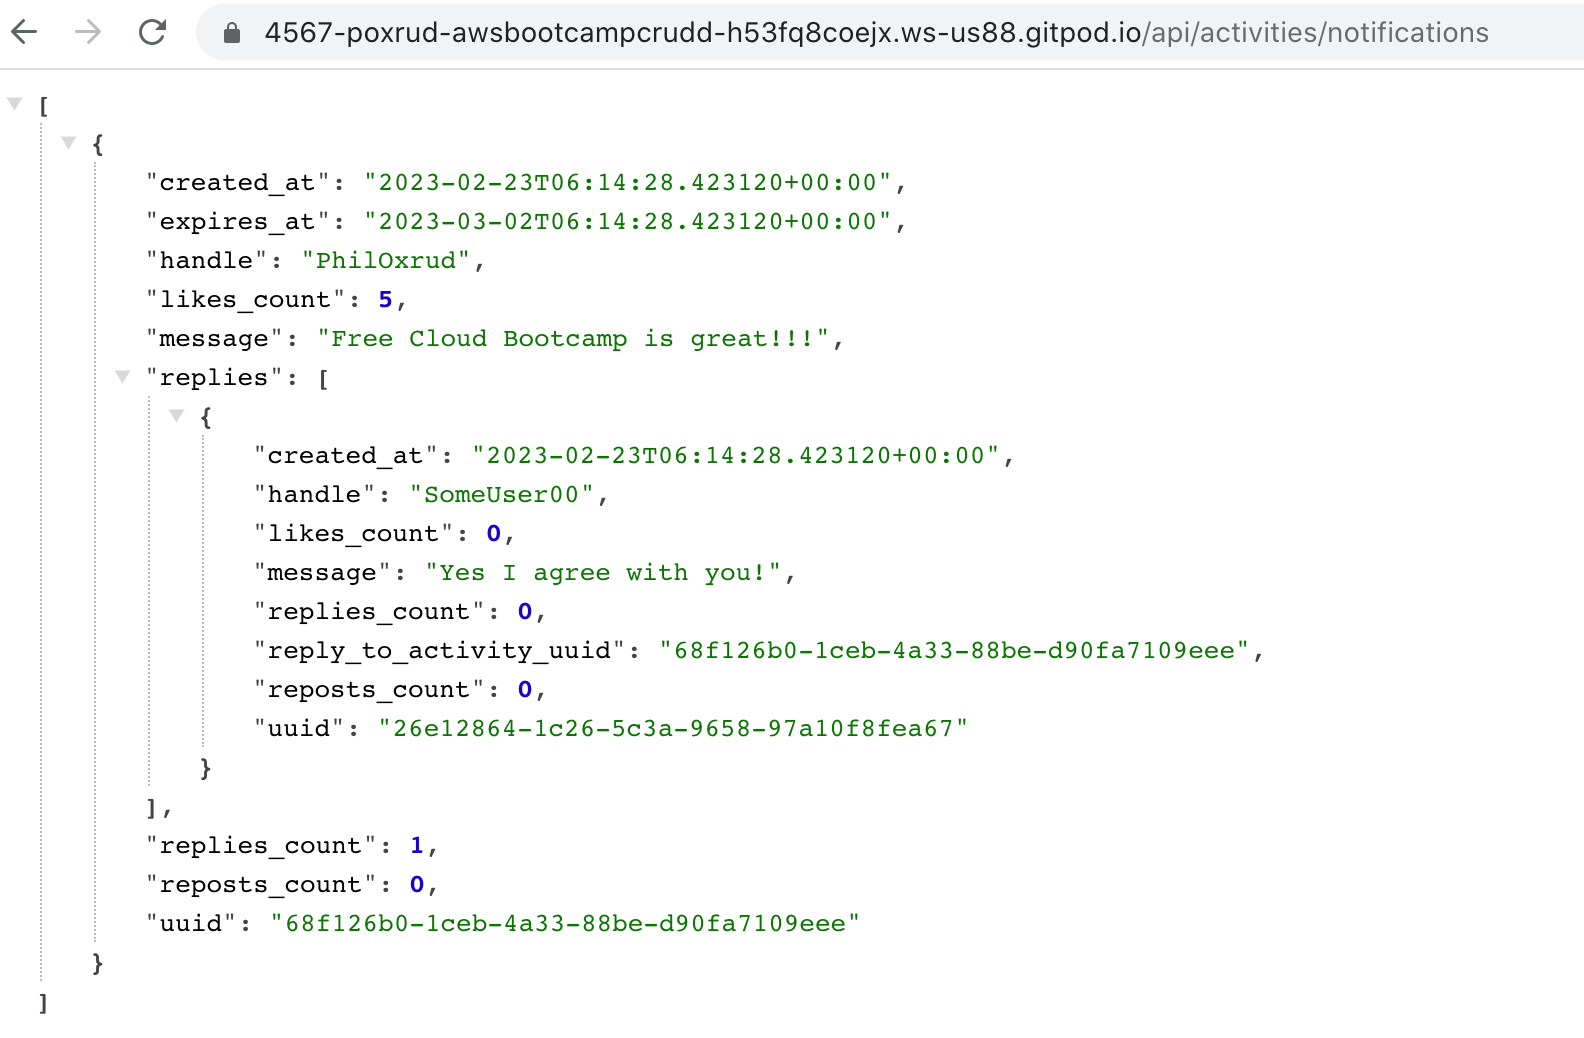 4567-poxrud-awsbootcampcrudd-h53fq8coejx.ws-us88.gitpod.io/api/activities/notifications
[
{
"created_at": "2023-02-23T06:14:28.423120+00:00",
"expires_at": "2023-03-02T06:14:28.423120+00:00",
"handle": "PhilOxrud",
"likes_count": 5,
"message": "Free Cloud Bootcamp is great!!!",
"replies": [
{
"created_at": "2023-02-23T06:14:28.423120+00:00",
"handle": "SomeUser00",
"likes_count": 0,
"message": "Yes I agree with you!",
"replies_count": 0,
"reply_to_activity_uuid": "68f126b0-1ceb-4a33-88be-d90fa7109eee",
"reposts_count": 0,
"uuid": "26e12864-1c26-5c3a-9658-97a10f8fea67"
}
],
"replies_count": 1,
"reposts_count": 0,
"uuid": "68f126b0-1ceb-4a33-88be-d90fa7109eee"
}
]